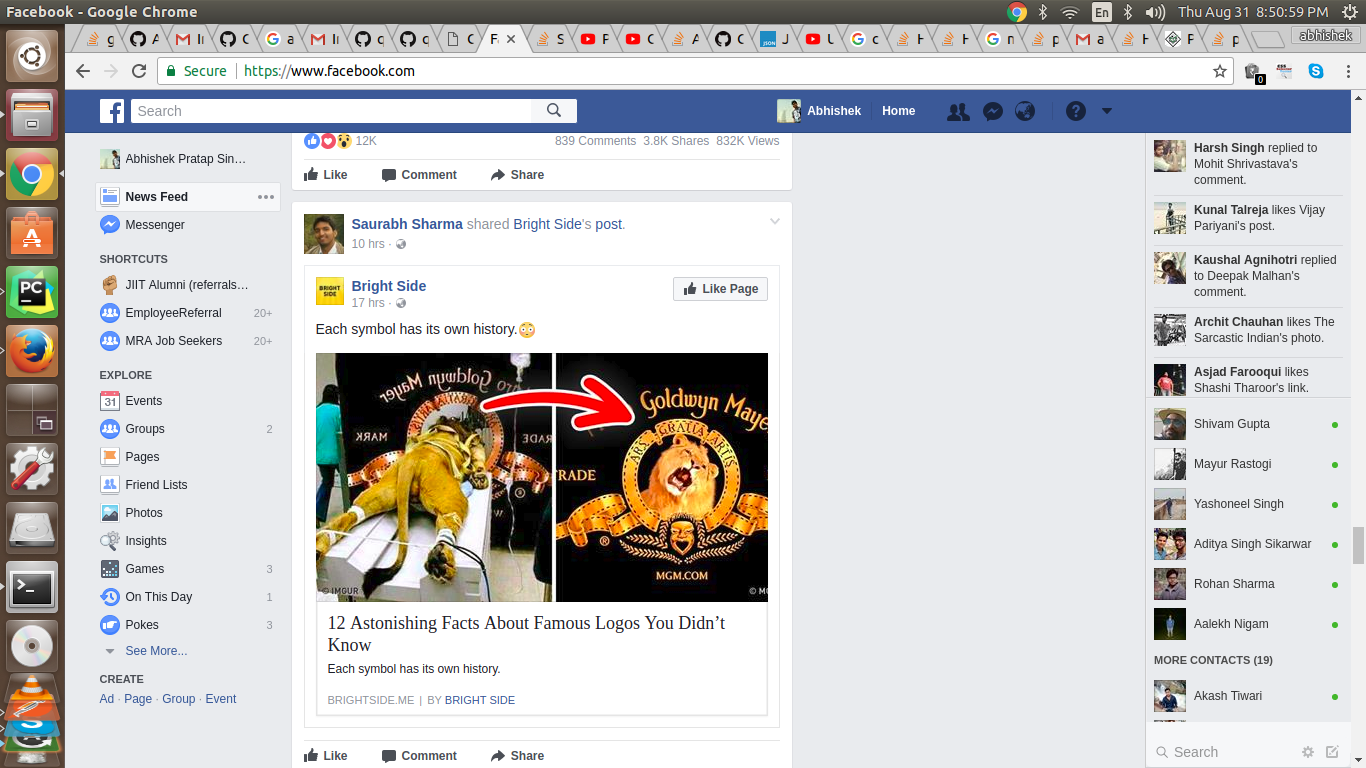 Facebook - Google Chrome
En
Thu Aug 31 8:50:59 PM
abhishek
Secure
https://www.facebook.com
0
Search
Abhishek
Home
12K
839 Comments 3.8K Shares 832K Views
Like Comment Share
Abhishek Pratap Sin...
News Feed
Messenger
SHORTCUTS
JIIT Alumni (referrals...
EmployeeReferral 20+
MRA Job Seekers 20+
EXPLORE
31 Events
Groups 2
Pages
Friend Lists
Photos
Insights
Games 3
On This Day 1
Pokes 3
See More...
CREATE
Ad · Page · Group · Event
Saurabh Sharma shared Bright Side's post.
10 hrs ·
BRIGHT
SIDE
Bright Side
17 hrs ·
Like Page
Each symbol has its own history.😳
Goldwyn Mayer
MARK
TRADE
© IMGUR
Goldwyn Maye
ARS GRATIA ARTIS
TRADE
®
MGM.COM
12 Astonishing Facts About Famous Logos You Didn't
Know
Each symbol has its own history.
BRIGHTSIDE.ME | BY BRIGHT SIDE
Like Comment Share
Harsh Singh replied to
Mohit Shrivastava's
comment.
Kunal Talreja likes Vijay
Pariyani's post.
Kaushal Agnihotri replied
to Deepak Malhan's
comment.
Archit Chauhan likes The
Sarcastic Indian's photo.
Asjad Farooqui likes
Shashi Tharoor's link.
Shivam Gupta
Mayur Rastogi
Yashoneel Singh
Aditya Singh Sikarwar
Rohan Sharma
Aalekh Nigam
MORE CONTACTS (19)
Akash Tiwari
Search
PC